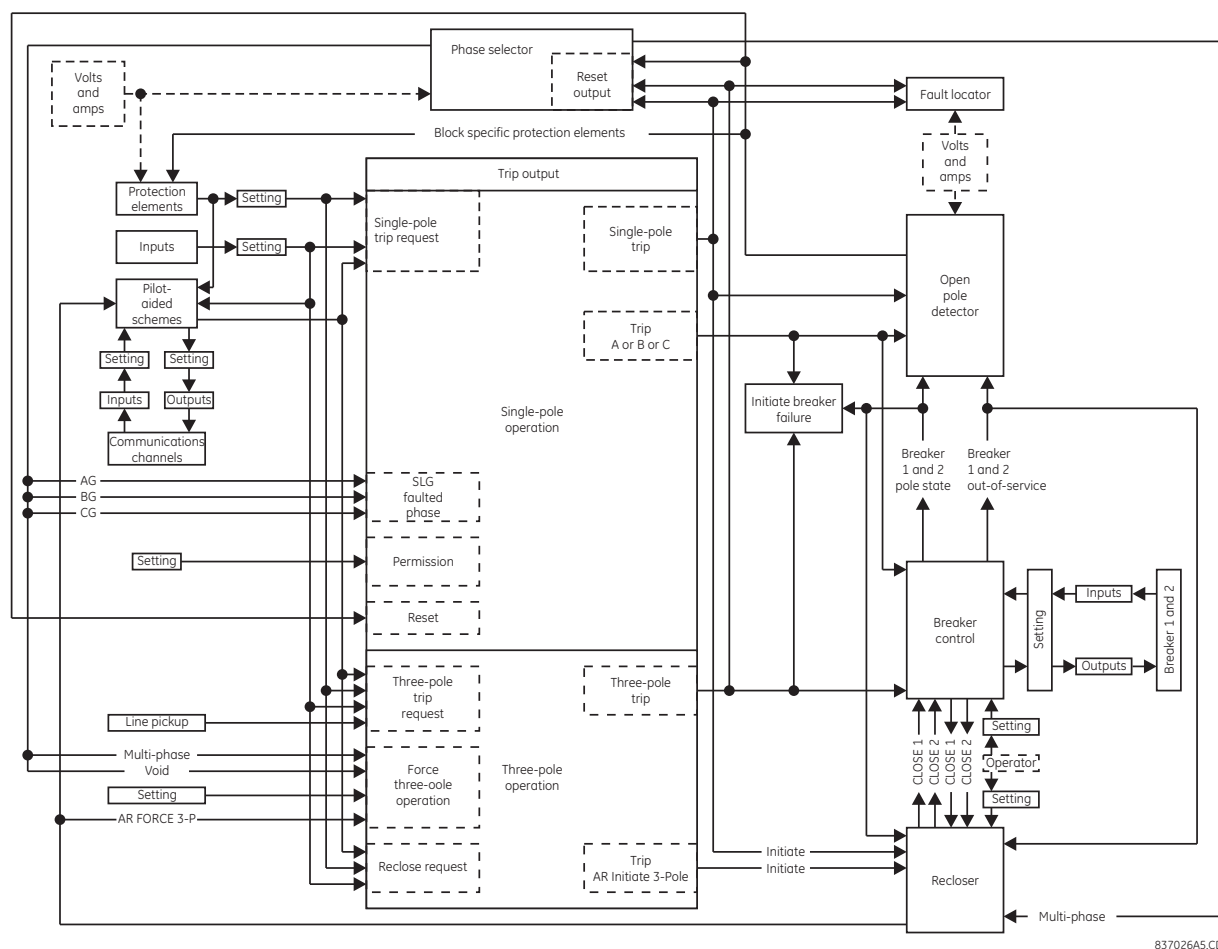 Phase selector
Reset
output
Volts
and
amps
Fault locator
Block specific protection elements
Volts
and
amps
Trip output
Protection
elements
Setting
Single-pole
trip request
Single-pole
trip
Inputs
Setting
Open
pole
detector
Pilot-
aided
schemes
Trip
A or B or C
Setting
Setting
Inputs
Outputs
Initiate breaker
failure
Single-pole
operation
Communications
channels
Breaker
1 and 2
pole state
Breaker
1 and 2
out-of-service
AG
BG
CG
SLG
faulted
phase
Setting
Permission
Reset
Breaker
control
Setting
Inputs
Outputs
Breaker 1 and 2
Three-pole
trip
request
Three-pole
trip
Line pickup
Setting
CLOSE 1
CLOSE 2
CLOSE 1
CLOSE 2
Operator
Setting
Multi-phase
Void
Setting
AR FORCE 3-P
Force
three-oole
operation
Three-pole
operation
Reclose request
Trip
AR Initiate 3-Pole
Initiate
Initiate
Recloser
Multi-phase